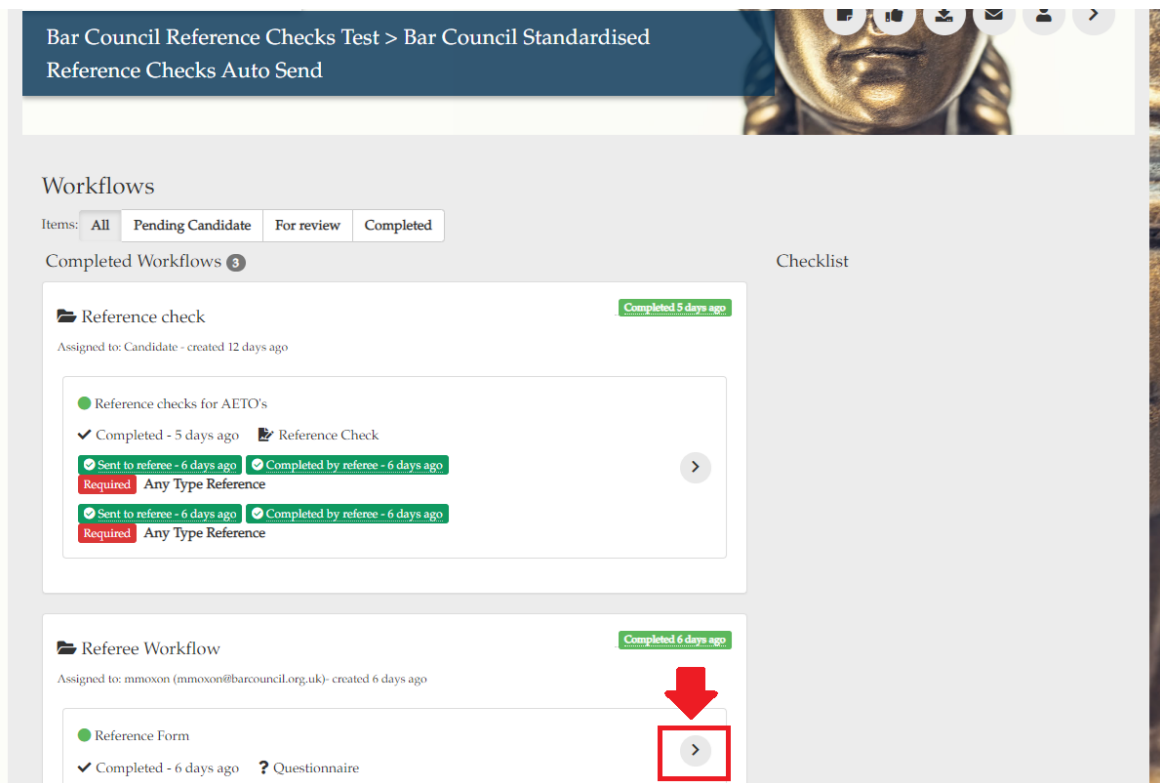 Bar Council Reference Checks Test > Bar Council Standardised
Reference Checks Auto Send
Workflows
Items: All Pending Candidate For review Completed
Completed Workflows 3
Checklist
Reference check
Completed 5 days ago
Assigned to: Candidate - created 12 days ago
Reference checks for AETO's
Completed - 5 days ago Reference Check
Sent to referee - 6 days ago Completed by referee - 6 days ago
Required Any Type Reference
Sent to referee - 6 days ago Completed by referee - 6 days ago
Required Any Type Reference
Referee Workflow
Completed 6 days ago
Assigned to: mmoxon (mmoxon@barcouncil.org.uk)- created 6 days ago
Reference Form
Completed - 6 days ago ? Questionnaire